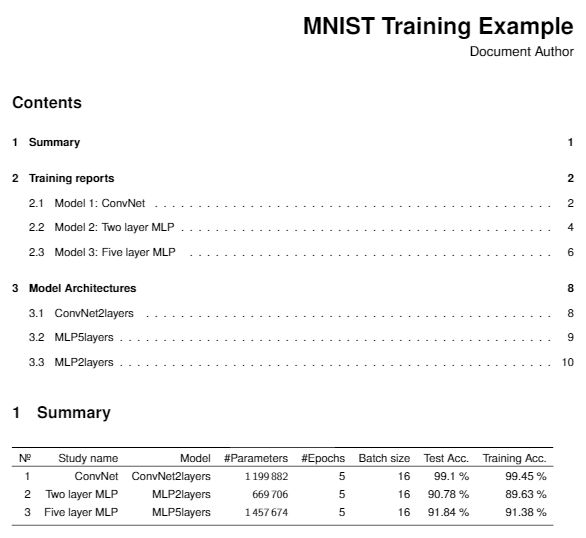 MNIST Training Example
Document Author
Contents
1 Summary 1
2 Training reports 2
2.1 Model 1: ConvNet . . . . . . . . . . . . . . . . . . . . . . . . . . . . . . . . . . . . . . . . 2
2.2 Model 2: Two layer MLP . . . . . . . . . . . . . . . . . . . . . . . . . . . . . . . . . . . . . 4
2.3 Model 3: Five layer MLP . . . . . . . . . . . . . . . . . . . . . . . . . . . . . . . . . . . . 6
3 Model Architectures 8
3.1 ConvNet2layers . . . . . . . . . . . . . . . . . . . . . . . . . . . . . . . . . . . . . . . . 8
3.2 MLP5layers . . . . . . . . . . . . . . . . . . . . . . . . . . . . . . . . . . . . . . . . . . 9
3.3 MLP2layers . . . . . . . . . . . . . . . . . . . . . . . . . . . . . . . . . . . . . . . . . . 10
1 Summary
№ Study name Model #Parameters #Epochs Batch size Test Acc. Training Acc.
1 ConvNet ConvNet2layers 1 199 882 5 16 99.1 % 99.45 %
2 Two layer MLP MLP2layers 669 706 5 16 90.78 % 89.63 %
3 Five layer MLP MLP5layers 1 457 674 5 16 91.84 % 91.38 %